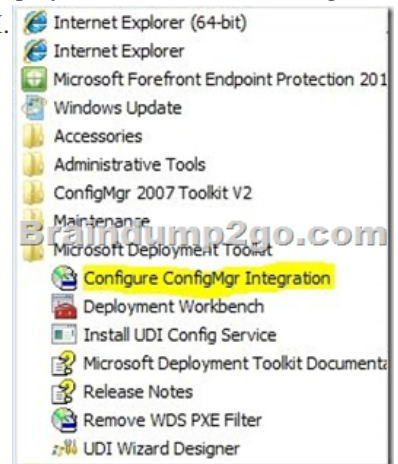 Internet Explorer (64-bit)
Internet Explorer
Microsoft Forefront Endpoint Protection 201
Windows Update
Accessories
Administrative Tools
ConfigMgr 2007 Toolkit V2
Maintenance
Braindump2go.com
Microsoft Deployment Toolkit
Configure ConfigMgr Integration
Deployment Workbench
Install UDI Config Service
Microsoft Deployment Toolkit Documenta
Release Notes
Remove WDS PXE Filter
UDI Wizard Designer